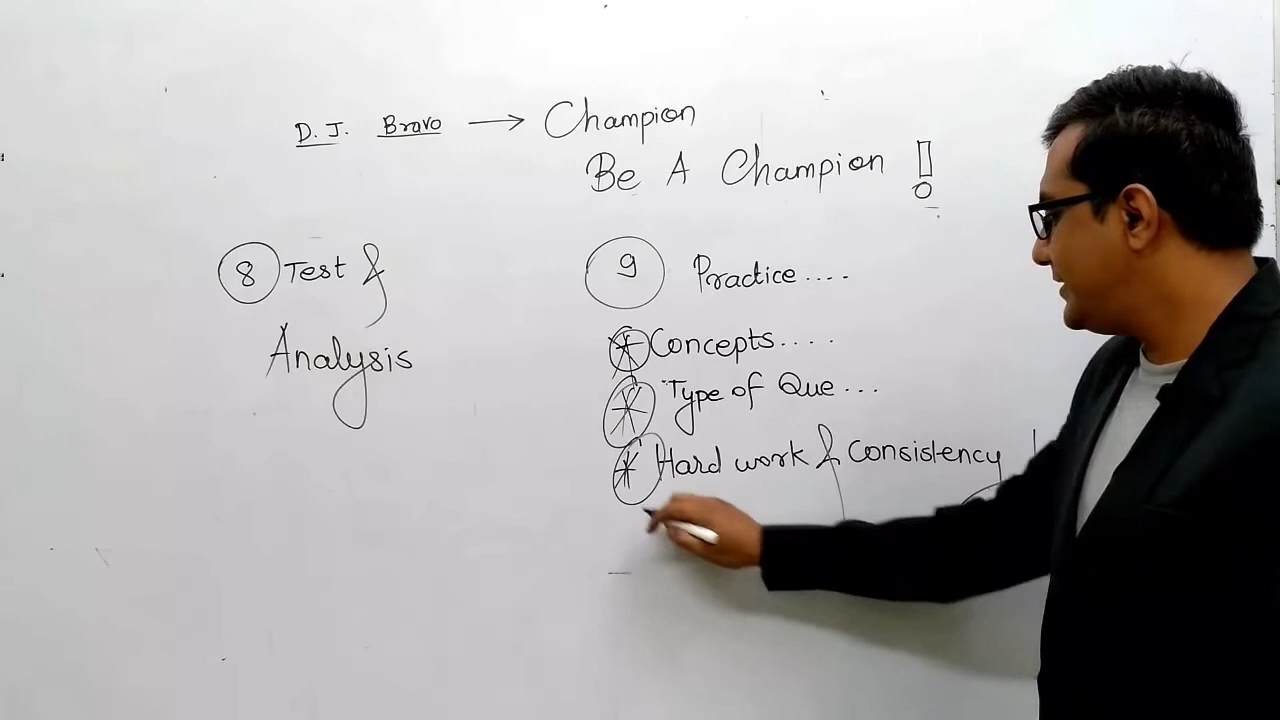 D. J. Bravo → Champion
Be A Champion !
8 Test &
Analysis
9 Practice....
* Concepts....
* Type of Que...
* Hard work & Consistency